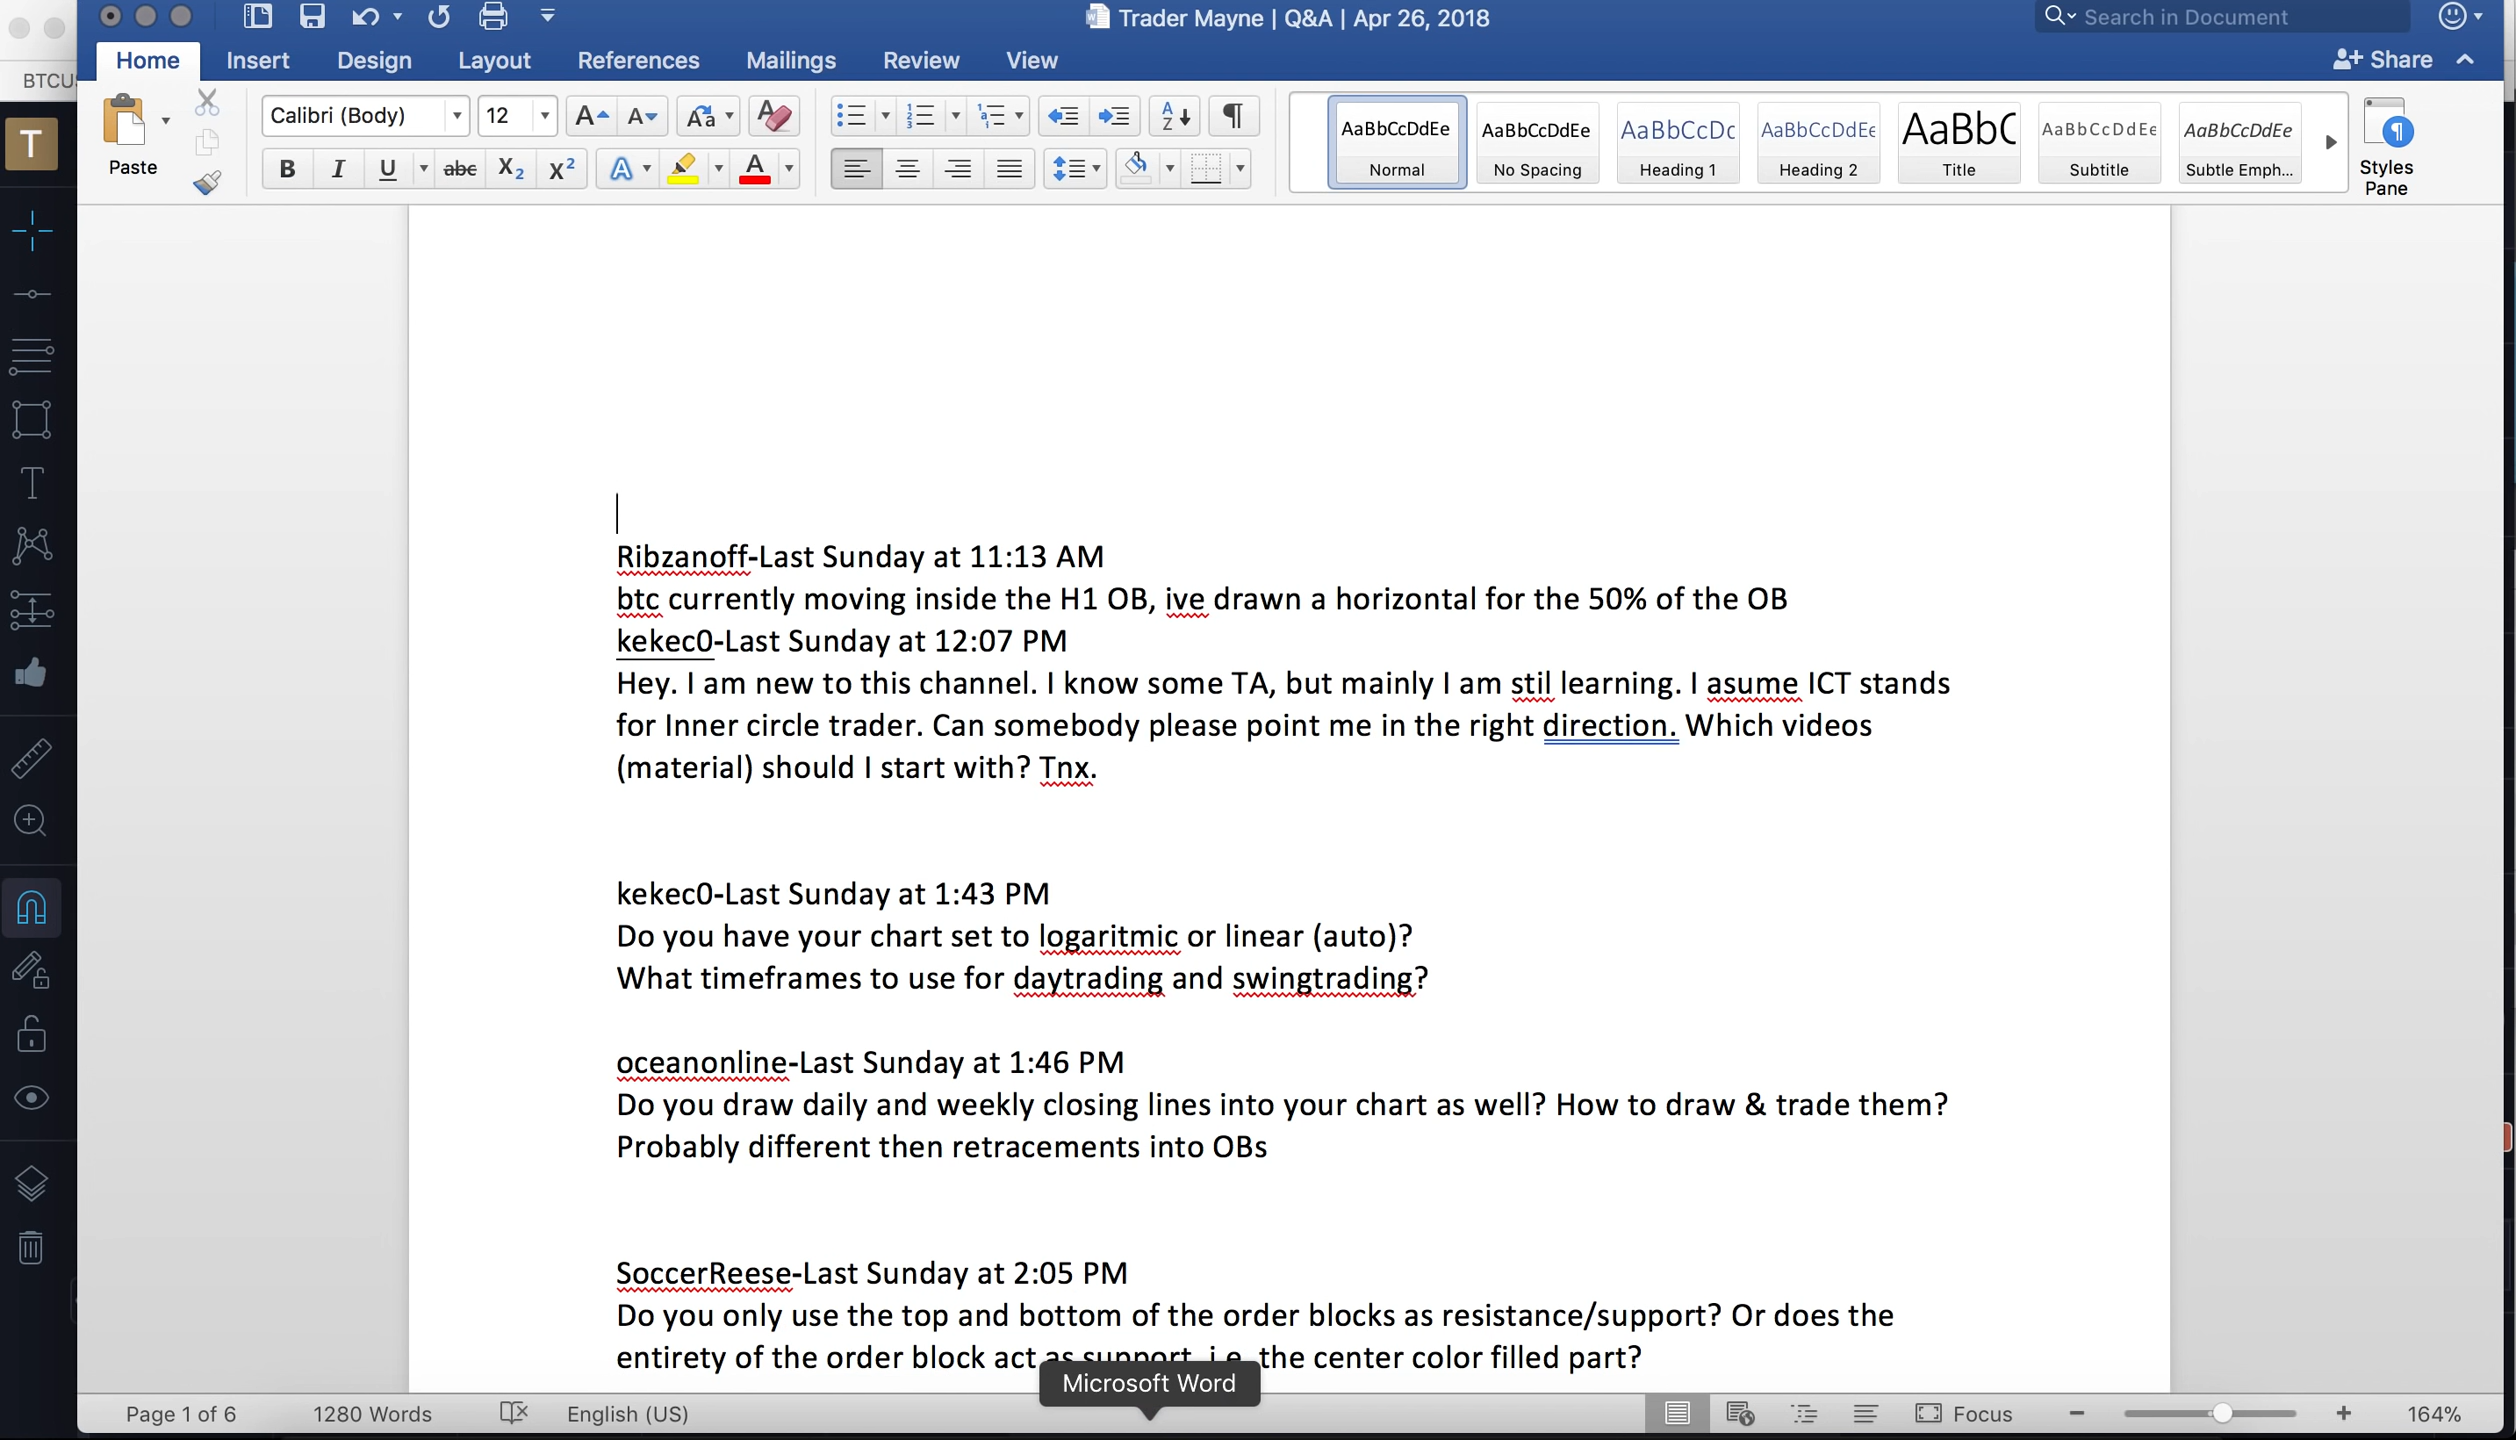 Trader Mayne | Q&A | Apr 26, 2018
Search in Document
Home Insert Design Layout References Mailings Review View
Share
BTCUS
T
Paste
Calibri (Body) 12
Normal
No Spacing
Heading 1
Heading 2
Title
Subtitle
Subtle Emph...
Styles
Pane
Ribzanoff-Last Sunday at 11:13 AM
btc currently moving inside the H1 OB, ive drawn a horizontal for the 50% of the OB
kekec0-Last Sunday at 12:07 PM
Hey. I am new to this channel. I know some TA, but mainly I am stil learning. I asume ICT stands
for Inner circle trader. Can somebody please point me in the right direction. Which videos
(material) should I start with? Tnx.
kekec0-Last Sunday at 1:43 PM
Do you have your chart set to logaritmic or linear (auto)?
What timeframes to use for daytrading and swingtrading?
oceanonline-Last Sunday at 1:46 PM
Do you draw daily and weekly closing lines into your chart as well? How to draw & trade them?
Probably different then retracements into OBs
SoccerReese-Last Sunday at 2:05 PM
Do you only use the top and bottom of the order blocks as resistance/support? Or does the
entirety of the order block act as support, i.e. the center color filled part?
Microsoft Word
Page 1 of 6 1280 Words English (US) Focus 164%